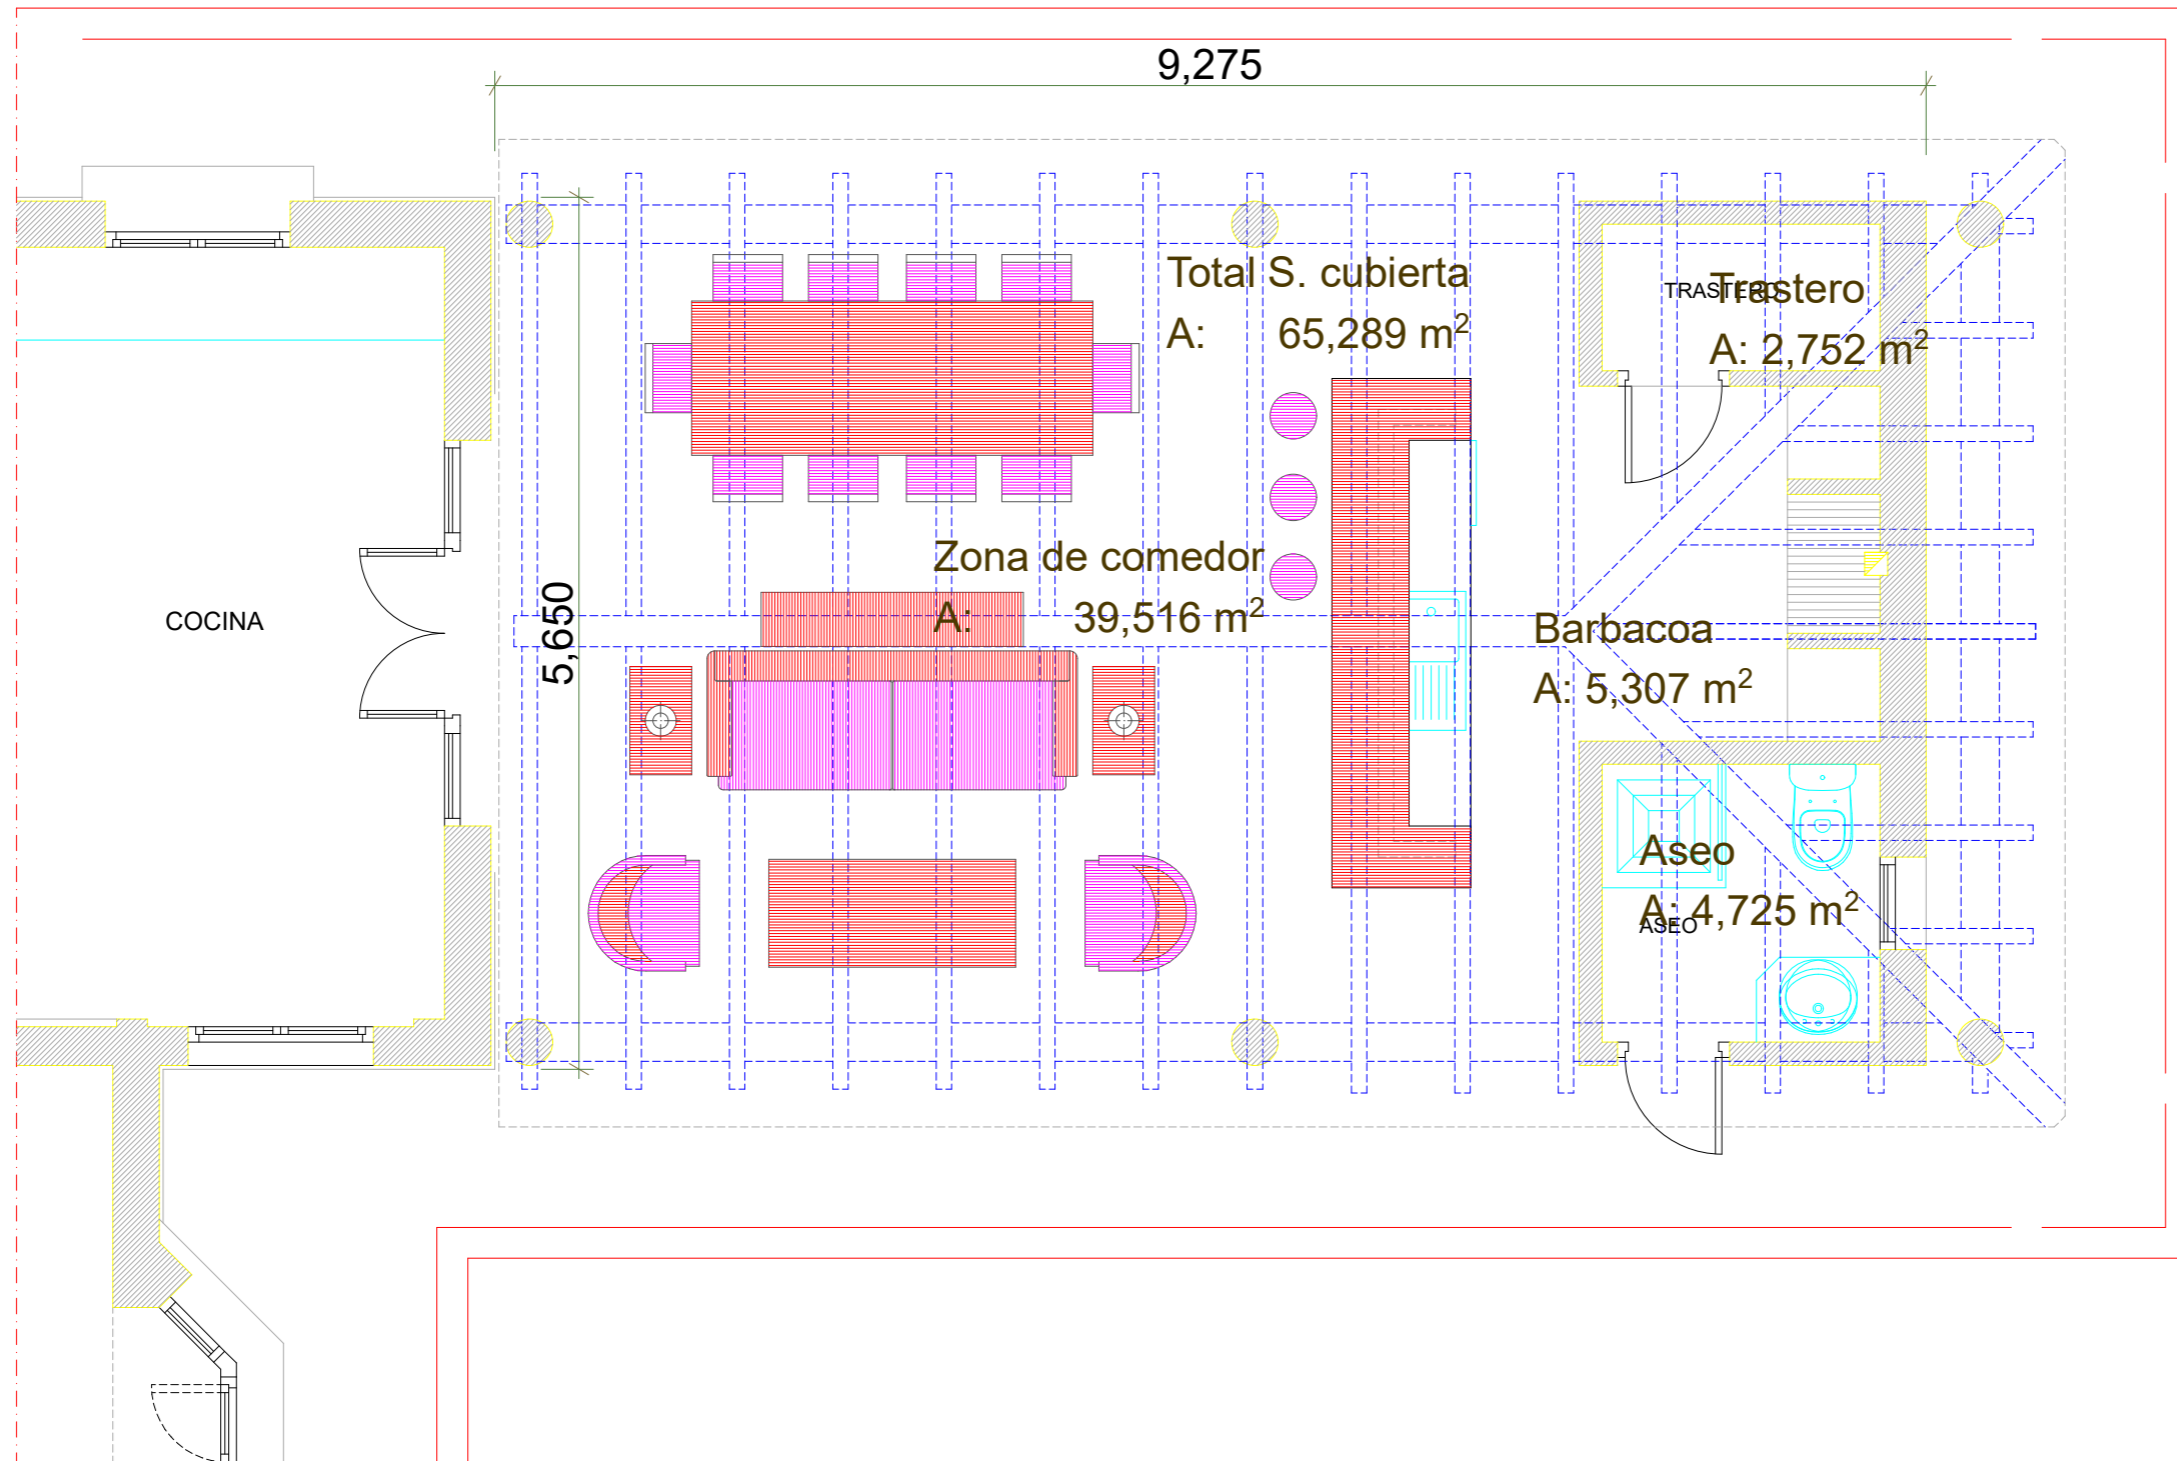 9,275
Total S. cubierta
A: 65,289 m²
TRASTERO
Trastero
A: 2,752 m²
Zona de comedor
A: 39,516 m²
5,650
COCINA
Barbacoa
A: 5,307 m²
Aseo
A: 4,725 m²
ASEO